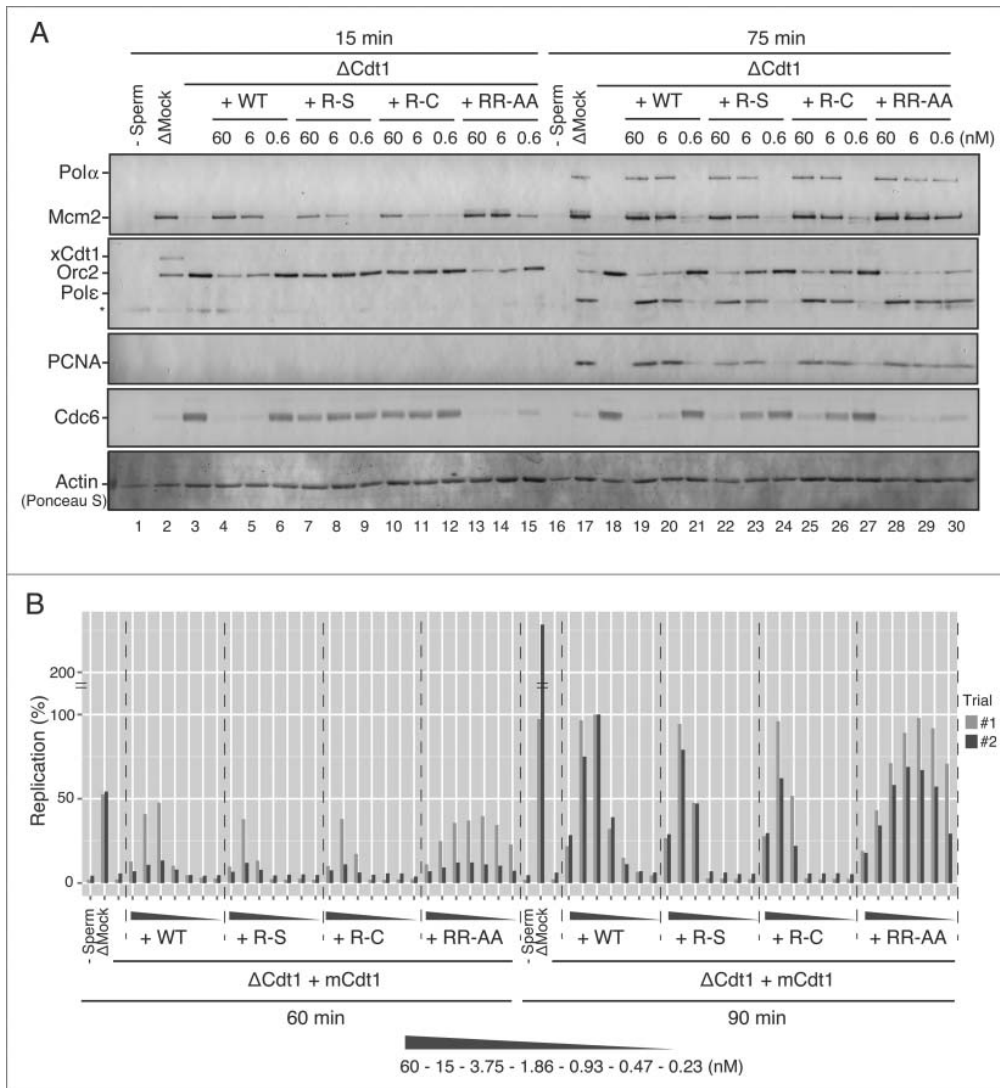 A
15 min 75 min
ΔCdt1 ΔCdt1
- Sperm ΔMock + WT + R-S + R-C + RR-AA - Sperm ΔMock + WT + R-S + R-C + RR-AA
60 6 0.6 60 6 0.6 60 6 0.6 60 6 0.6 60 6 0.6 60 6 0.6 60 6 0.6 60 6 0.6 (nM)
Polα
Mcm2
xCdt1
Orc2
Polε
*
PCNA
Cdc6
Actin
(Ponceau S)
1 2 3 4 5 6 7 8 9 10 11 12 13 14 15 16 17 18 19 20 21 22 23 24 25 26 27 28 29 30
B
Replication (%)
200
100
50
0
Trial
#1
#2
- Sperm ΔMock + WT + R-S + R-C + RR-AA - Sperm ΔMock + WT + R-S + R-C + RR-AA
ΔCdt1 + mCdt1 ΔCdt1 + mCdt1
60 min 90 min
60 - 15 - 3.75 - 1.86 - 0.93 - 0.47 - 0.23 (nM)